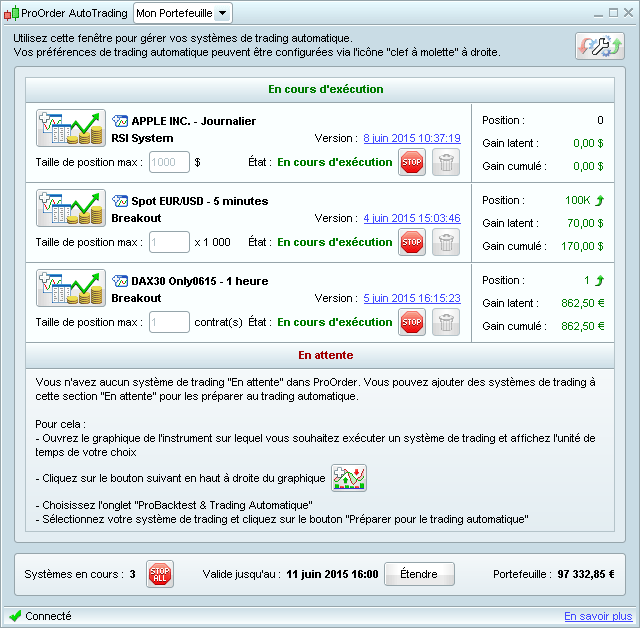 ProOrder AutoTrading Mon Portefeuille
Utilisez cette fenêtre pour gérer vos systèmes de trading automatique.
Vos préférences de trading automatique peuvent être configurées via l'icône "clef à molette" à droite.
En cours d'exécution
APPLE INC. - Journalier
RSI System
Version : 8 juin 2015 10:37:19
Taille de position max : 1000 $ État : En cours d'exécution STOP
Position : 0
Gain latent : 0,00 $
Gain cumulé : 0,00 $
Spot EUR/USD - 5 minutes
Breakout
Version : 4 juin 2015 15:03:46
Taille de position max : 1 x 1 000 État : En cours d'exécution STOP
Position : 100K
Gain latent : 70,00 $
Gain cumulé : 170,00 $
DAX30 Only0615 - 1 heure
Breakout
Version : 5 juin 2015 16:15:23
Taille de position max : 1 contrat(s) État : En cours d'exécution STOP
Position : 1
Gain latent : 862,50 €
Gain cumulé : 862,50 €
En attente
Vous n'avez aucun système de trading "En attente" dans ProOrder. Vous pouvez ajouter des systèmes de trading à
cette section "En attente" pour les préparer au trading automatique.
Pour cela :
- Ouvrez le graphique de l'instrument sur lequel vous souhaitez exécuter un système de trading et affichez l'unité de
temps de votre choix
- Cliquez sur le bouton suivant en haut à droite du graphique
- Choisissez l'onglet "ProBacktest & Trading Automatique"
- Sélectionnez votre système de trading et cliquez sur le bouton "Préparer pour le trading automatique"
Systèmes en cours : 3 STOP ALL Valide jusqu'au : 11 juin 2015 16:00 Étendre Portefeuille : 97 332,85 €
Connecté En savoir plus